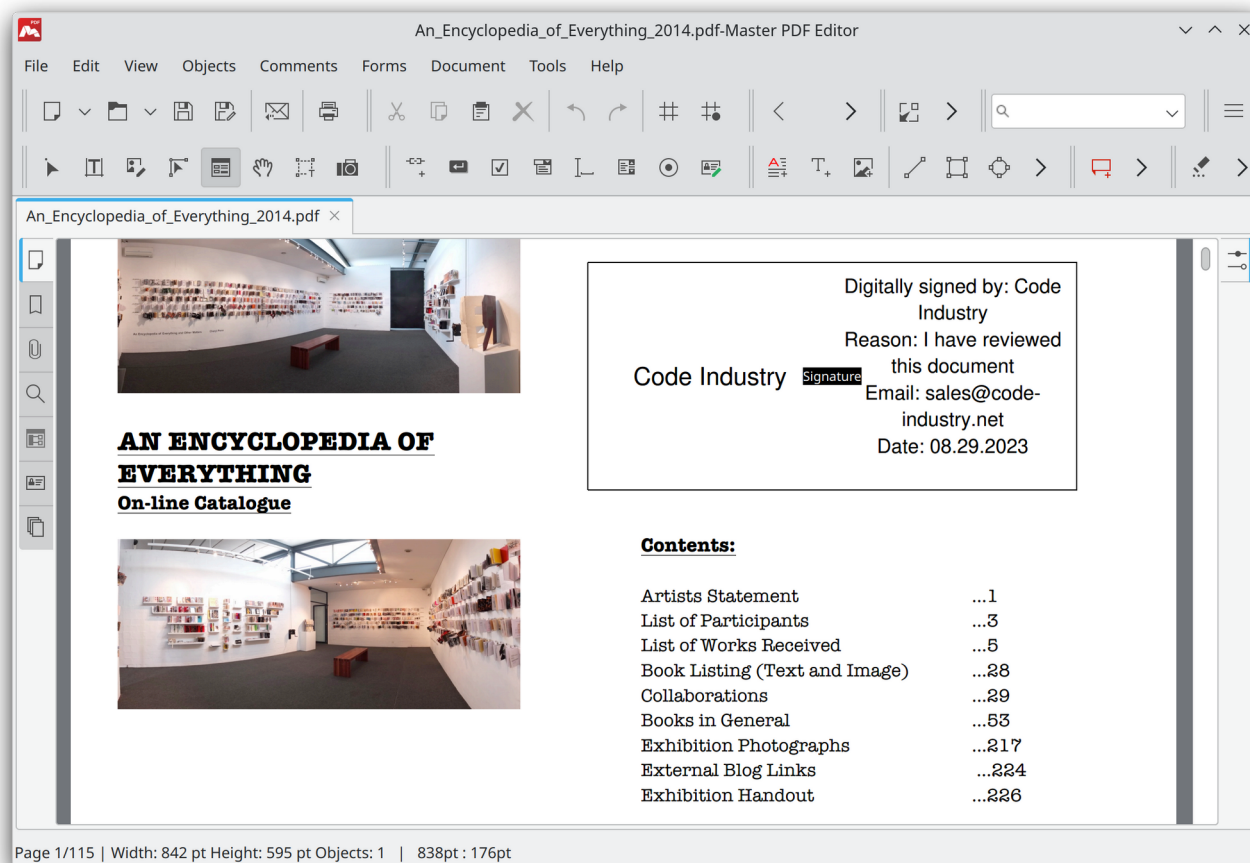 PDF
An_Encyclopedia_of_Everything_2014.pdf-Master PDF Editor
File Edit View Objects Comments Forms Document Tools Help
An_Encyclopedia_of_Everything_2014.pdf
AN ENCYCLOPEDIA OF
EVERYTHING
On-line Catalogue
Code Industry
Signature
Digitally signed by: Code
Industry
Reason: I have reviewed
this document
Email: sales@code-
industry.net
Date: 08.29.2023
Contents:
Artists Statement ...1
List of Participants ...3
List of Works Received ...5
Book Listing (Text and Image) ...28
Collaborations ...29
Books in General ...53
Exhibition Photographs ...217
External Blog Links ...224
Exhibition Handout ...226
Page 1/115 | Width: 842 pt Height: 595 pt Objects: 1 | 838pt : 176pt